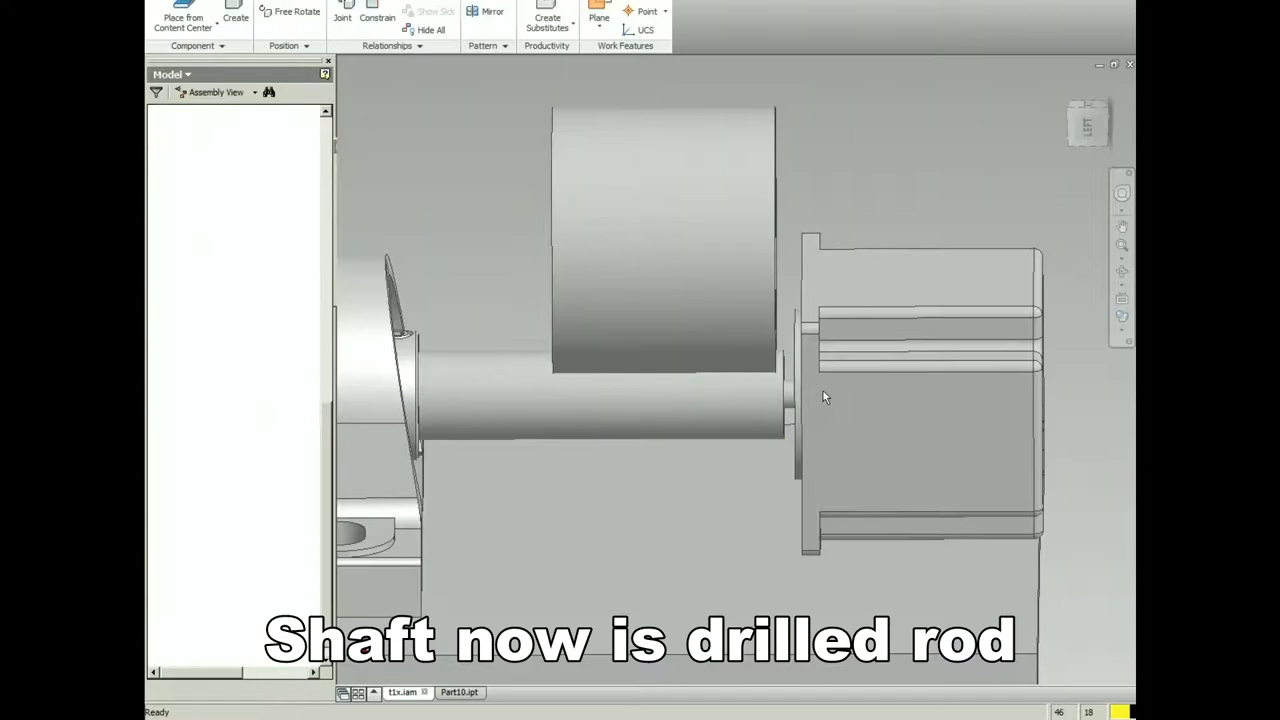 Place from
Content Center
Create
Free Rotate
Joint
Constrain
Show Sick
Hide All
Mirror
Create
Substitutes
Plane
Point
UCS
Component
Position
Relationships
Pattern
Productivity
Work Features
Model
Assembly View
LEFT
Shaft now is drilled rod
t1x.iam
Part10.ipt
Ready
46
18